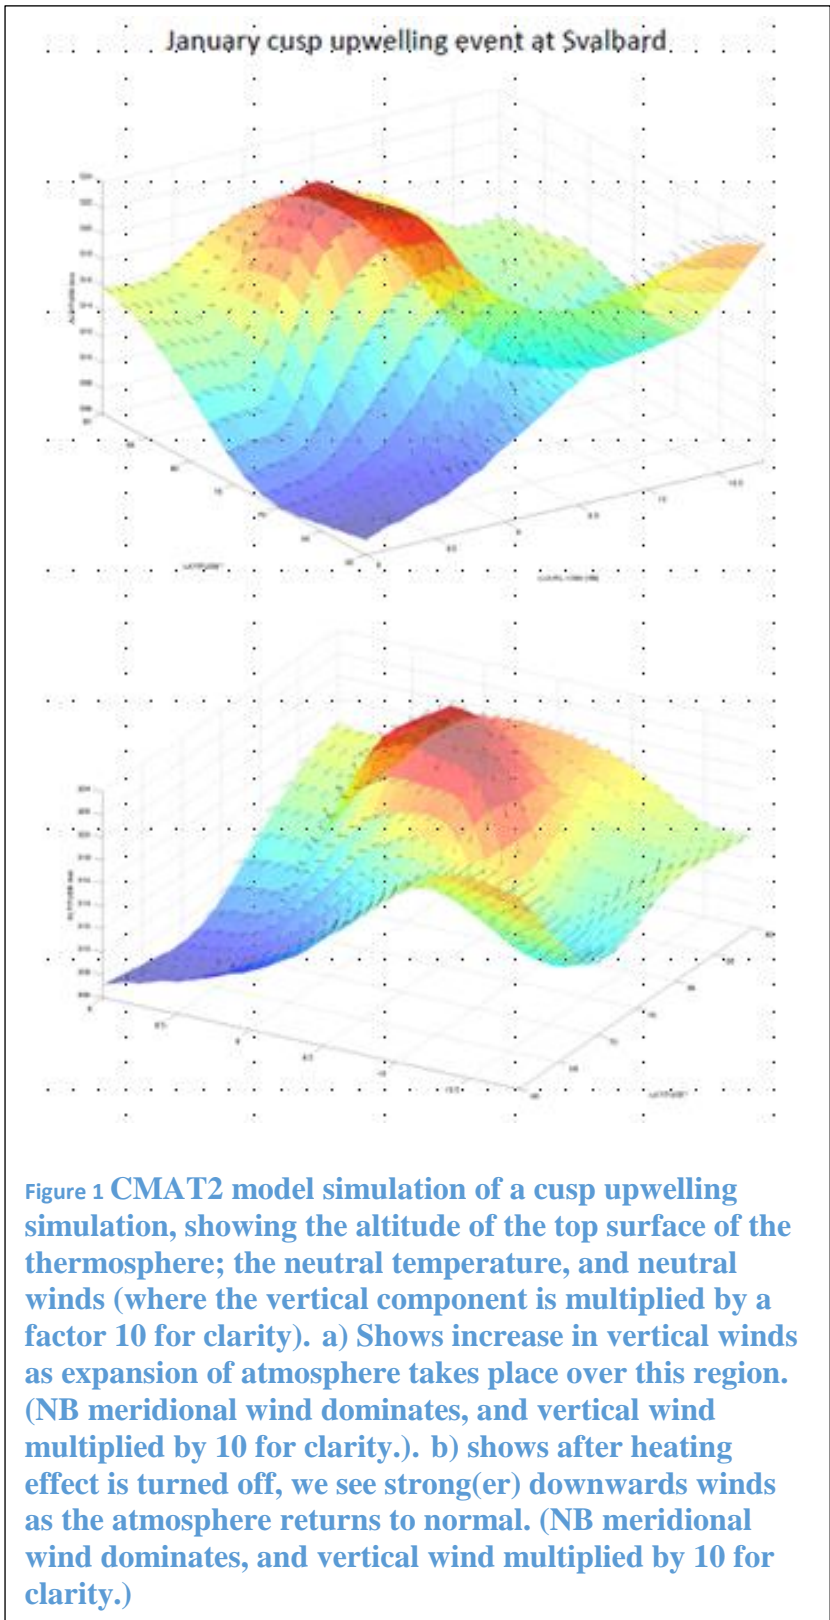 January cusp upwelling event at Svalbard
Figure 1 CMAT2 model simulation of a cusp upwelling
simulation, showing the altitude of the top surface of the
thermosphere; the neutral temperature, and neutral
winds (where the vertical component is multiplied by a
factor 10 for clarity). a) Shows increase in vertical winds
as expansion of atmosphere takes place over this region.
(NB meridional wind dominates, and vertical wind
multiplied by 10 for clarity.). b) shows after heating
effect is turned off, we see strong(er) downwards winds
as the atmosphere returns to normal. (NB meridional
wind dominates, and vertical wind multiplied by 10 for
clarity.)